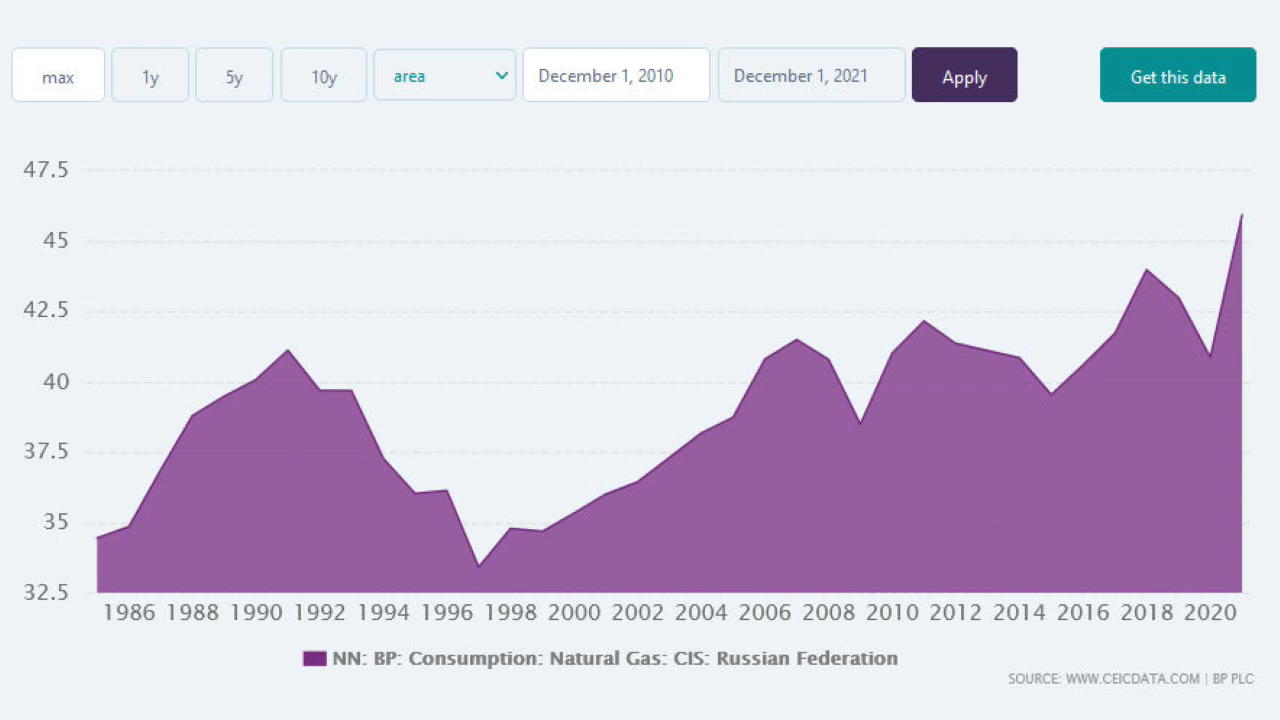 max 1y 5y 10y area December 1, 2010 December 1, 2021 Apply Get this data
47.5
45
42.5
40
37.5
35
32.5
1986 1988 1990 1992 1994 1996 1998 2000 2002 2004 2006 2008 2010 2012 2014 2016 2018 2020
NN: BP: Consumption: Natural Gas: CIS: Russian Federation
SOURCE: WWW.CEICDATA.COM | BP PLC